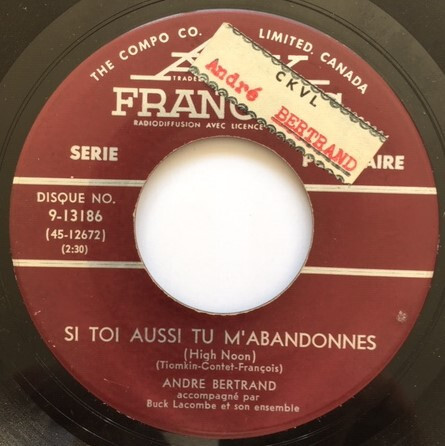 THE COMPO CO. LIMITED, CANADA
TRADE
CKVL
André
BERTRAND
RADIODIFFUSION AVEC LICENCE
SERIE
DISQUE NO.
9-13186
(45-12672)
(2:30)
SI TOI AUSSI TU M'ABANDONNES
(High Noon)
(Tiomkin-Contet-François)
ANDRE BERTRAND
accompagné par
Buck Lacombe et son ensemble